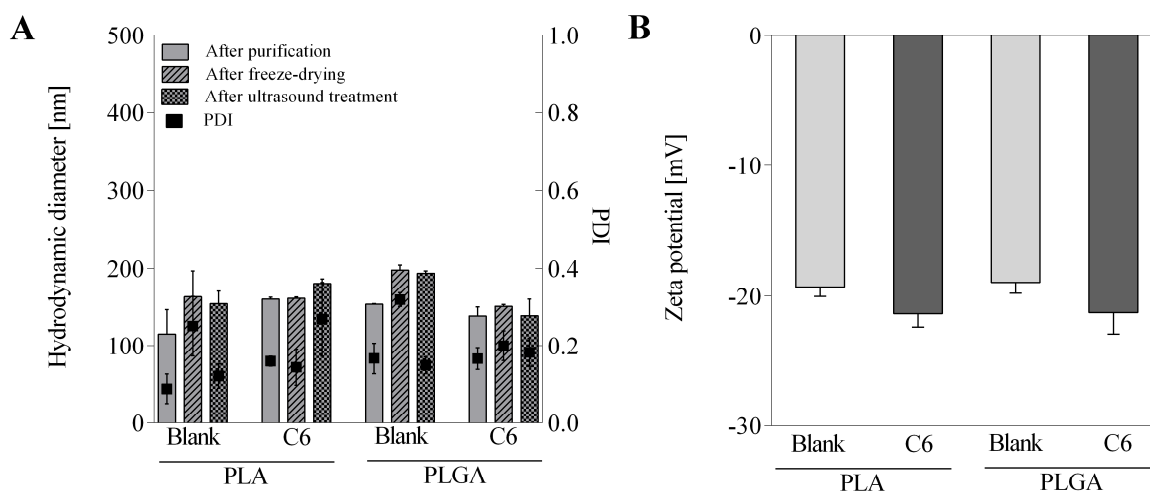 A
Hydrodynamic diameter [nm]
500
400
300
200
100
0
After purification
After freeze-drying
After ultrasound treatment
PDI
1.0
0.8
0.6
0.4
0.2
0.0
PDI
Blank C6 Blank C6
PLA PLGA
B
Zeta potential [mV]
0
-10
-20
-30
Blank C6 Blank C6
PLA PLGA